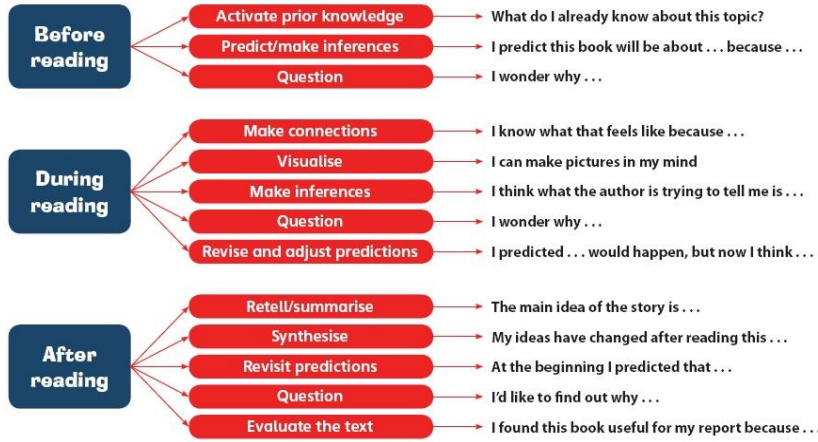 Before
reading
Activate prior knowledge
What do I already know about this topic?
Predict/make inferences
I predict this book will be about . . . because . . .
Question
I wonder why . . .
During
reading
Make connections
I know what that feels like because . . .
Visualise
I can make pictures in my mind
Make inferences
I think what the author is trying to tell me is . . .
Question
I wonder why . . .
Revise and adjust predictions
I predicted . . . would happen, but now I think . . .
After
reading
Retell/summarise
The main idea of the story is . . .
Synthesise
My ideas have changed after reading this . . .
Revisit predictions
At the beginning I predicted that . . .
Question
I'd like to find out why . . .
Evaluate the text
I found this book useful for my report because . . .